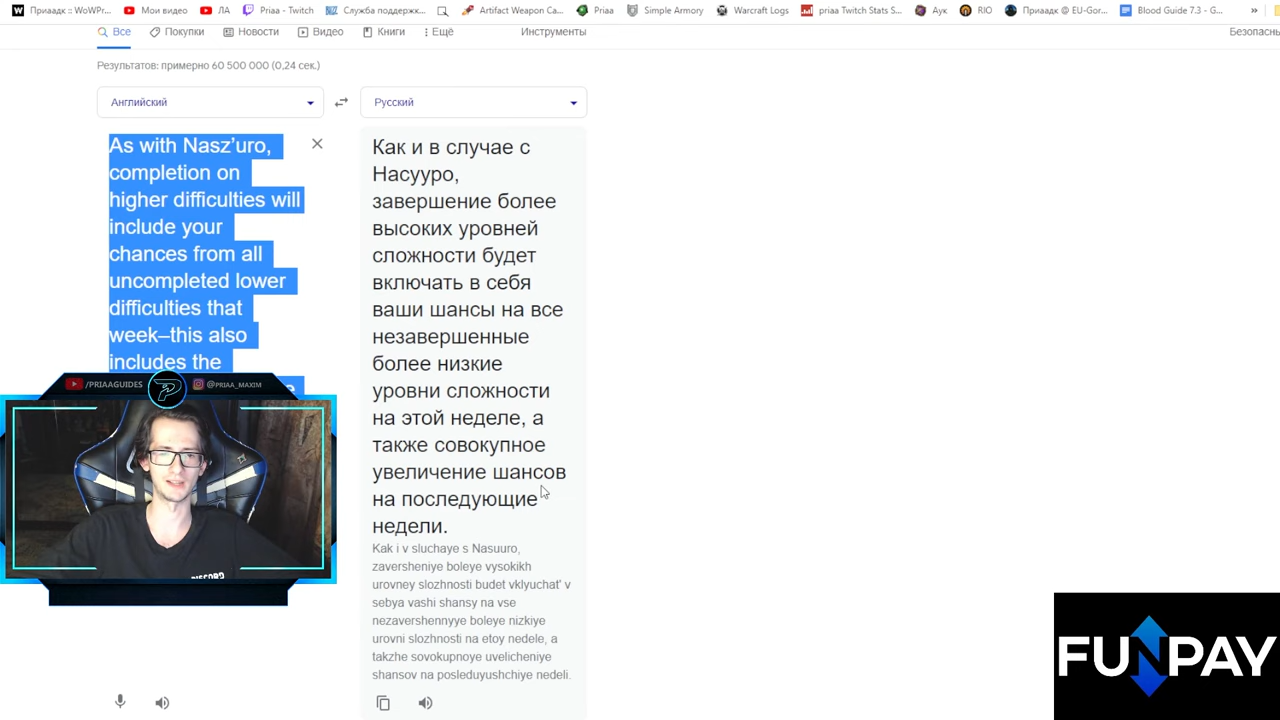 Приаадк :: WoWPr...
Мои видео
ЛА
Priaa - Twitch
Служба поддержк...
Artifact Weapon Ca...
Priaa
Simple Armory
Warcraft Logs
priaa Twitch Stats S...
Аук
RIO
Приаадк @ EU-Gor...
Blood Guide 7.3 - G...
»
Все
Покупки
Новости
Видео
Книги
Ещё
Инструменты
Безопасны
Результатов: примерно 60 500 000 (0,24 сек.)
Английский
Русский
As with Nasz’uro,
completion on
higher difficulties will
include your
chances from all
uncompleted lower
difficulties that
week–this also
includes the
Как и в случае с
Насууро,
завершение более
высоких уровней
сложности будет
включать в себя
ваши шансы на все
незавершенные
более низкие
уровни сложности
на этой неделе, а
также совокупное
увеличение шансов
на последующие
недели.
Kak i v sluchaye s Nasuuro,
zaversheniye boleye vysokikh
urovney slozhnosti budet vklyuchat' v
sebya vashi shansy na vse
nezavershennyye boleye nizkiye
urovni slozhnosti na etoy nedele, a
takzhe sovokupnoye uvelicheniye
shansov na posleduyushchiye nedeli.
/PRIAAGUIDES
@PRIAA_MAXIM
DISCORD
FUNPAY